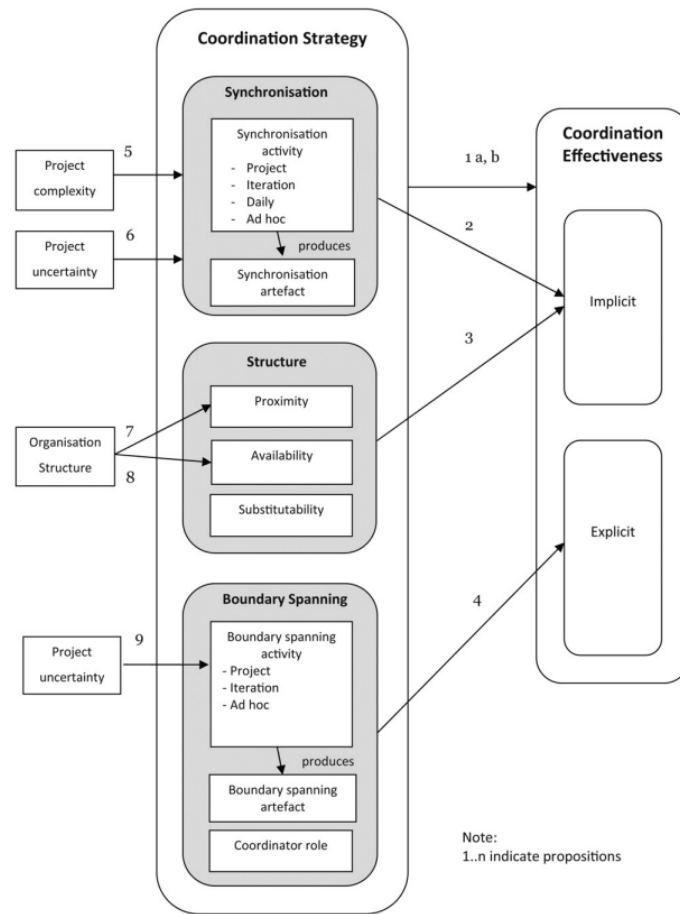 Coordination Strategy
Synchronisation
Synchronisation
activity
- Project
- Iteration
- Daily
- Ad hoc
produces
Synchronisation
artefact
5
Project
complexity
6
Project
uncertainty
Structure
Proximity
Availability
Substitutability
7
Organisation
Structure
8
Boundary Spanning
Boundary spanning
activity
- Project
- Iteration
- Ad hoc
produces
Boundary spanning
artefact
Coordinator role
9
Project
uncertainty
1 a, b
2
3
4
Coordination
Effectiveness
Implicit
Explicit
Note:
1..n indicate propositions